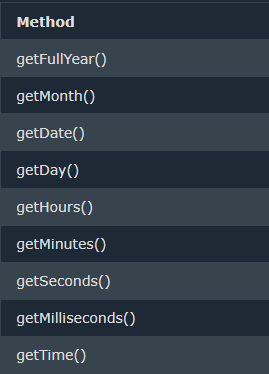 Method
getFullYear()
getMonth()
getDate()
getDay()
getHours()
getMinutes()
getSeconds()
getMilliseconds()
getTime()